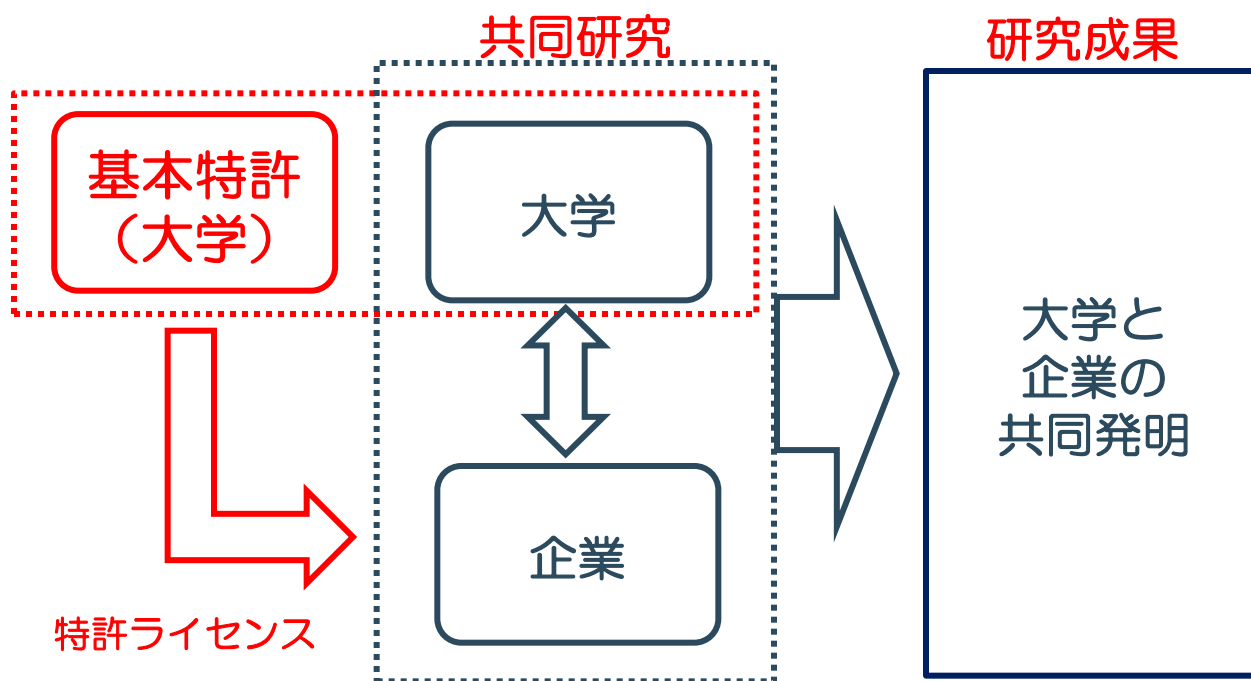 共同研究
研究成果
基本特許
（大学）
大学
大学と
企業の
共同発明
企業
特許ライセンス